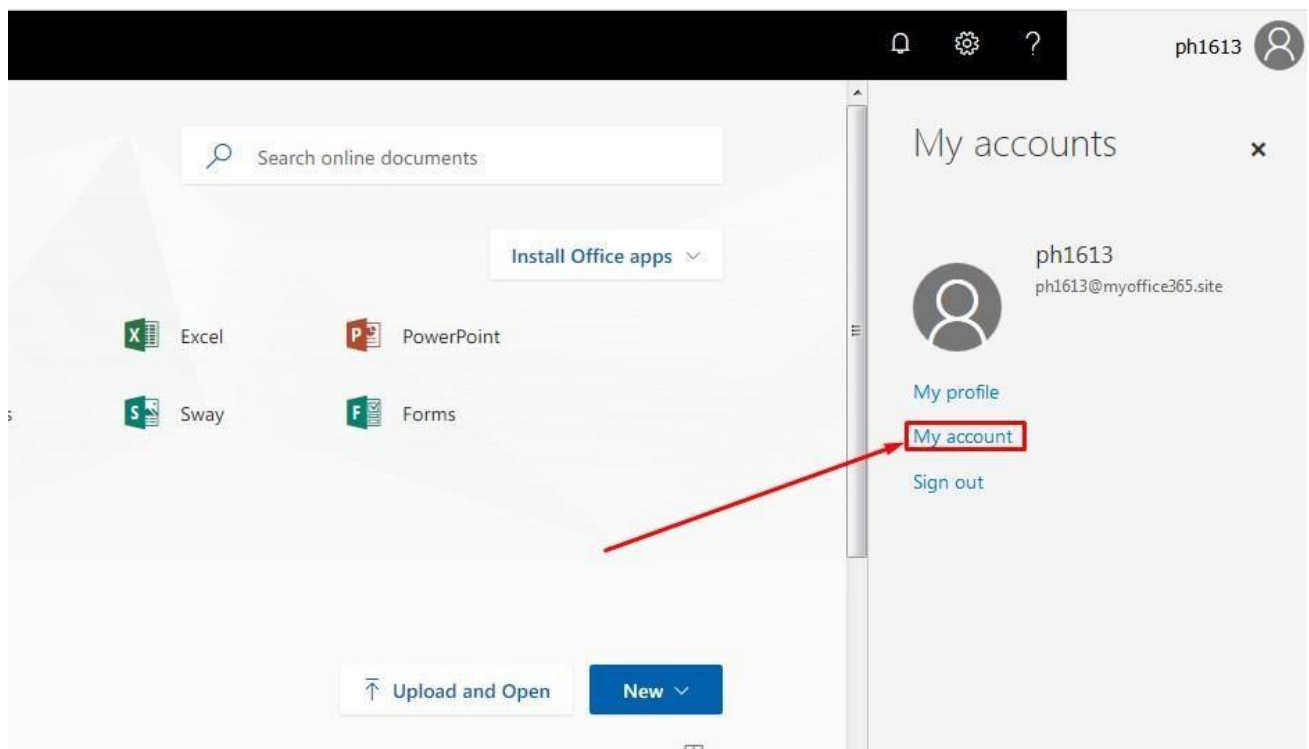 ph1613
Search online documents
My accounts
Install Office apps
ph1613
ph1613@myoffice365.site
Excel
PowerPoint
My profile
Sway
Forms
My account
Sign out
Upload and Open
New